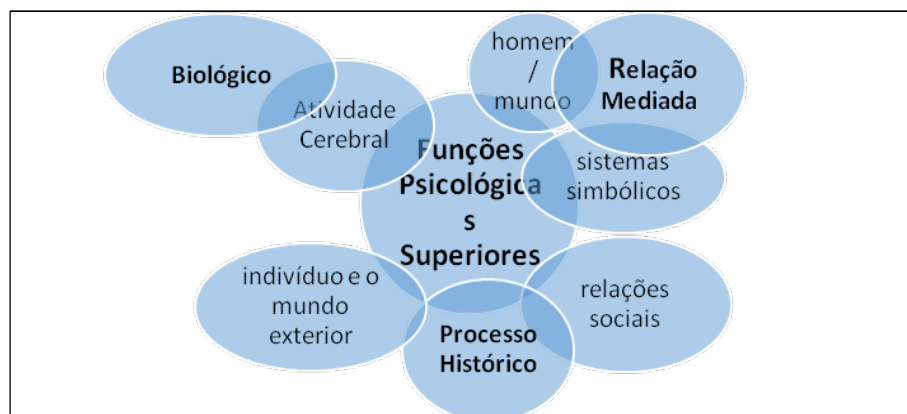 Biológico
Atividade
Cerebral
homem
/
mundo
Relação
Mediada
Funções
Psicológica
s
Superiores
sistemas
simbólicos
indivíduo e o
mundo
exterior
Processo
Histórico
relações
sociais